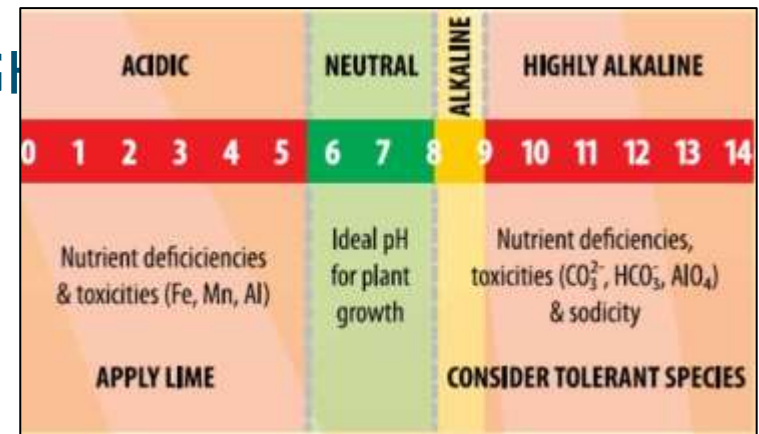 ACIDIC
NEUTRAL
ALKALINE
HIGHLY ALKALINE
0 1 2 3 4 5 6 7 8 9 10 11 12 13 14
Nutrient deficiciencies
& toxicities (Fe, Mn, Al)
Ideal pH
for plant
growth
Nutrient deficiencies,
toxicities (CO₃²⁻, HCO₃⁻, AlO₄)
& sodicity
APPLY LIME
CONSIDER TOLERANT SPECIES